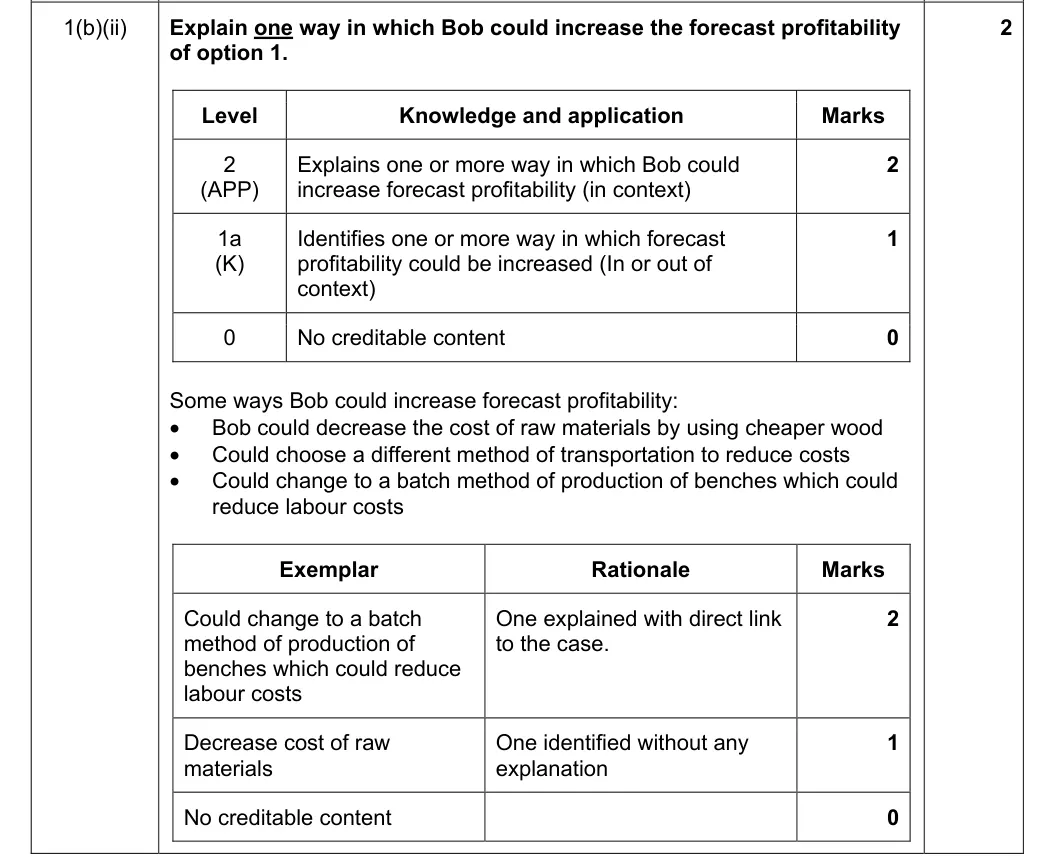 1(b)(ii) Explain one way in which Bob could increase the forecast profitability 2
of option 1.
Level Knowledge and application Marks
2 Explains one or more way in which Bob could 2
(APP) increase forecast profitability (in context)
1a Identifies one or more way in which forecast 1
(K) profitability could be increased (In or out of
context)
0 No creditable content 0
Some ways Bob could increase forecast profitability:
• Bob could decrease the cost of raw materials by using cheaper wood
• Could choose a different method of transportation to reduce costs
• Could change to a batch method of production of benches which could
reduce labour costs
Exemplar Rationale Marks
Could change to a batch One explained with direct link 2
method of production of to the case.
benches which could reduce
labour costs
Decrease cost of raw One identified without any 1
materials explanation
No creditable content 0